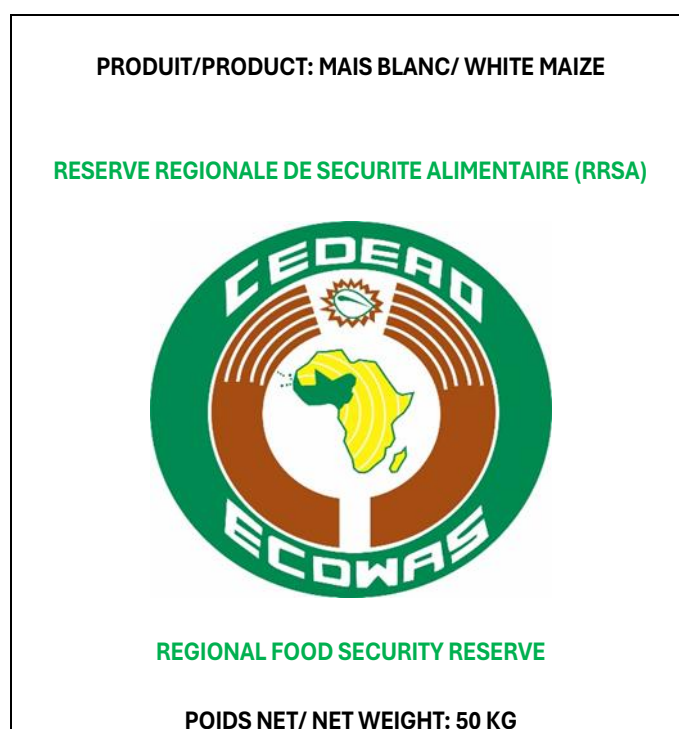 PRODUIT/PRODUCT: MAIS BLANC/ WHITE MAIZE
RESERVE REGIONALE DE SECURITE ALIMENTAIRE (RRSA)
CEDEAO
ECOWAS
REGIONAL FOOD SECURITY RESERVE
POIDS NET/ NET WEIGHT: 50 KG